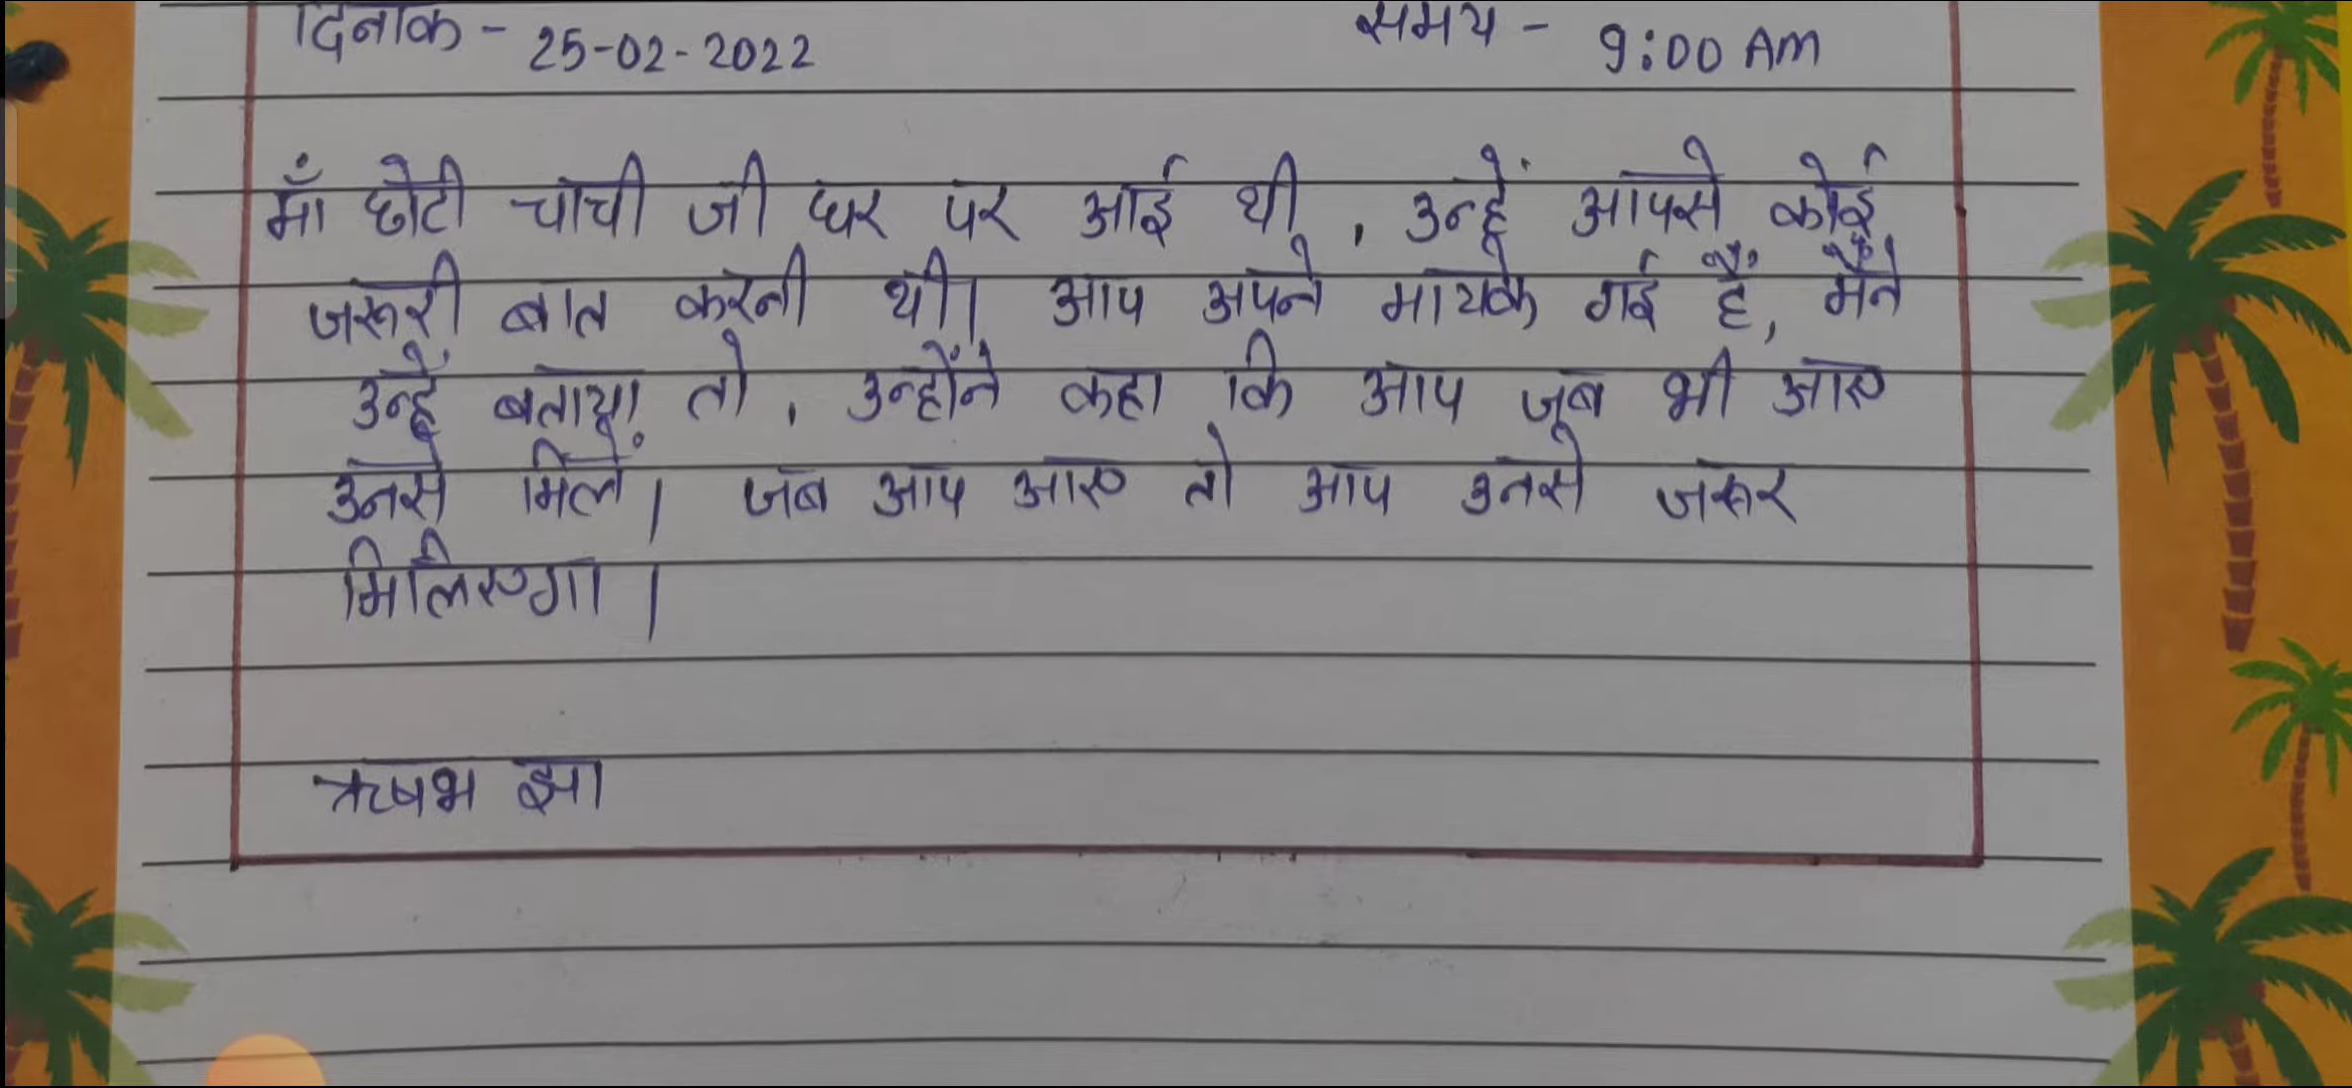 दिनांक - 25-02-2022 समय - 9:00 AM
माँ छोटी चाची जी घर पर आई थी, उन्हें आपसे कोई
जरूरी बात करनी थी। आप अपने मायके गई हैं, मैंने
उन्हें बताया तो, उन्होंने कहा कि आप जब भी आए
उनसे मिलें। जब आप आए तो आप उनसे जरूर
मिलिएगा।
ऋषभ झा